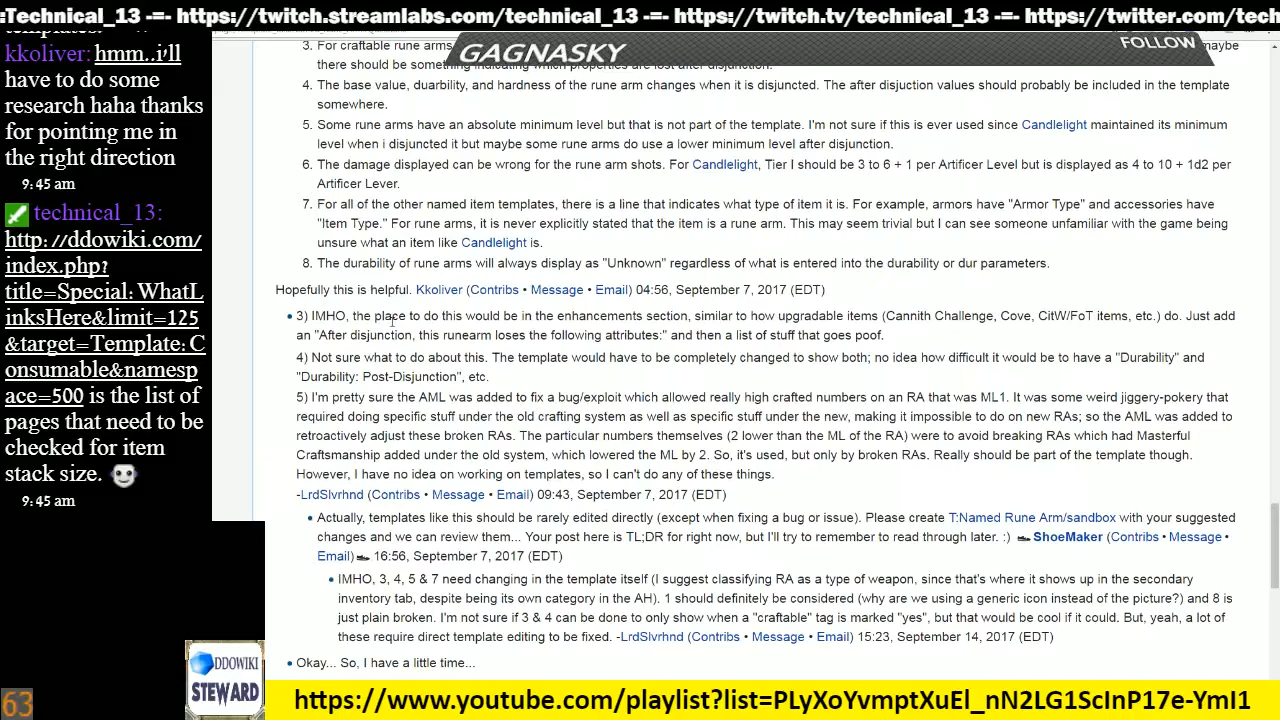 -Technical_13 -=- https://twitch.streamlabs.com/technical_13 -=- https://twitch.tv/technical_13 -=- https://twitter.com/tech
templates.
kkoliver: hmm..i'll
have to do some
research haha thanks
for pointing me in
the right direction
9:45 am
technical_13:
http://ddowiki.com/
index.php?
title=Special:WhatL
inksHere&limit=125
&target=Template:C
onsumable&namesp
ace=500 is the list of
pages that need to be
checked for item
stack size.
9:45 am
GAGNASKY
FOLLOW
3. For craftable rune arms maybe
there should be something indicating which properties are lost after disjunction.
4. The base value, duarbility, and hardness of the rune arm changes when it is disjuncted. The after disjuction values should probably be included in the template
somewhere.
5. Some rune arms have an absolute minimum level but that is not part of the template. I'm not sure if this is ever used since Candlelight maintained its minimum
level when i disjuncted it but maybe some rune arms do use a lower minimum level after disjunction.
6. The damage displayed can be wrong for the rune arm shots. For Candlelight, Tier I should be 3 to 6 + 1 per Artificer Level but is displayed as 4 to 10 + 1d2 per
Artificer Lever.
7. For all of the other named item templates, there is a line that indicates what type of item it is. For example, armors have "Armor Type" and accessories have
"Item Type." For rune arms, it is never explicitly stated that the item is a rune arm. This may seem trivial but I can see someone unfamiliar with the game being
unsure what an item like Candlelight is.
8. The durability of rune arms will always display as "Unknown" regardless of what is entered into the durability or dur parameters.
Hopefully this is helpful. Kkoliver (Contribs • Message • Email) 04:56, September 7, 2017 (EDT)
• 3) IMHO, the place to do this would be in the enhancements section, similar to how upgradable items (Cannith Challenge, Cove, CitW/FoT items, etc.) do. Just add
an "After disjunction, this runearm loses the following attributes:" and then a list of stuff that goes poof.
4) Not sure what to do about this. The template would have to be completely changed to show both; no idea how difficult it would be to have a "Durability" and
"Durability: Post-Disjunction", etc.
5) I'm pretty sure the AML was added to fix a bug/exploit which allowed really high crafted numbers on an RA that was ML1. It was some weird jiggery-pokery that
required doing specific stuff under the old crafting system as well as specific stuff under the new, making it impossible to do on new RAs; so the AML was added to
retroactively adjust these broken RAs. The particular numbers themselves (2 lower than the ML of the RA) were to avoid breaking RAs which had Masterful
Craftsmanship added under the old system, which lowered the ML by 2. So, it's used, but only by broken RAs. Really should be part of the template though.
However, I have no idea on working on templates, so I can't do any of these things.
-LrdSlvrhnd (Contribs • Message • Email) 09:43, September 7, 2017 (EDT)
• Actually, templates like this should be rarely edited directly (except when fixing a bug or issue). Please create T:Named Rune Arm/sandbox with your suggested
changes and we can review them... Your post here is TL;DR for right now, but I'll try to remember to read through later. :) ShoeMaker (Contribs • Message •
Email) 16:56, September 7, 2017 (EDT)
• IMHO, 3, 4, 5 & 7 need changing in the template itself (I suggest classifying RA as a type of weapon, since that's where it shows up in the secondary
inventory tab, despite being its own category in the AH). 1 should definitely be considered (why are we using a generic icon instead of the picture?) and 8 is
just plain broken. I'm not sure if 3 & 4 can be done to only show when a "craftable" tag is marked "yes", but that would be cool if it could. But, yeah, a lot of
these require direct template editing to be fixed. -LrdSlvrhnd (Contribs • Message • Email) 15:23, September 14, 2017 (EDT)
• Okay... So, I have a little time...
DDOWIKI
STEWARD
63
https://www.youtube.com/playlist?list=PLyXoYvmptXuEl_nN2LG1ScInP17e-YmI1